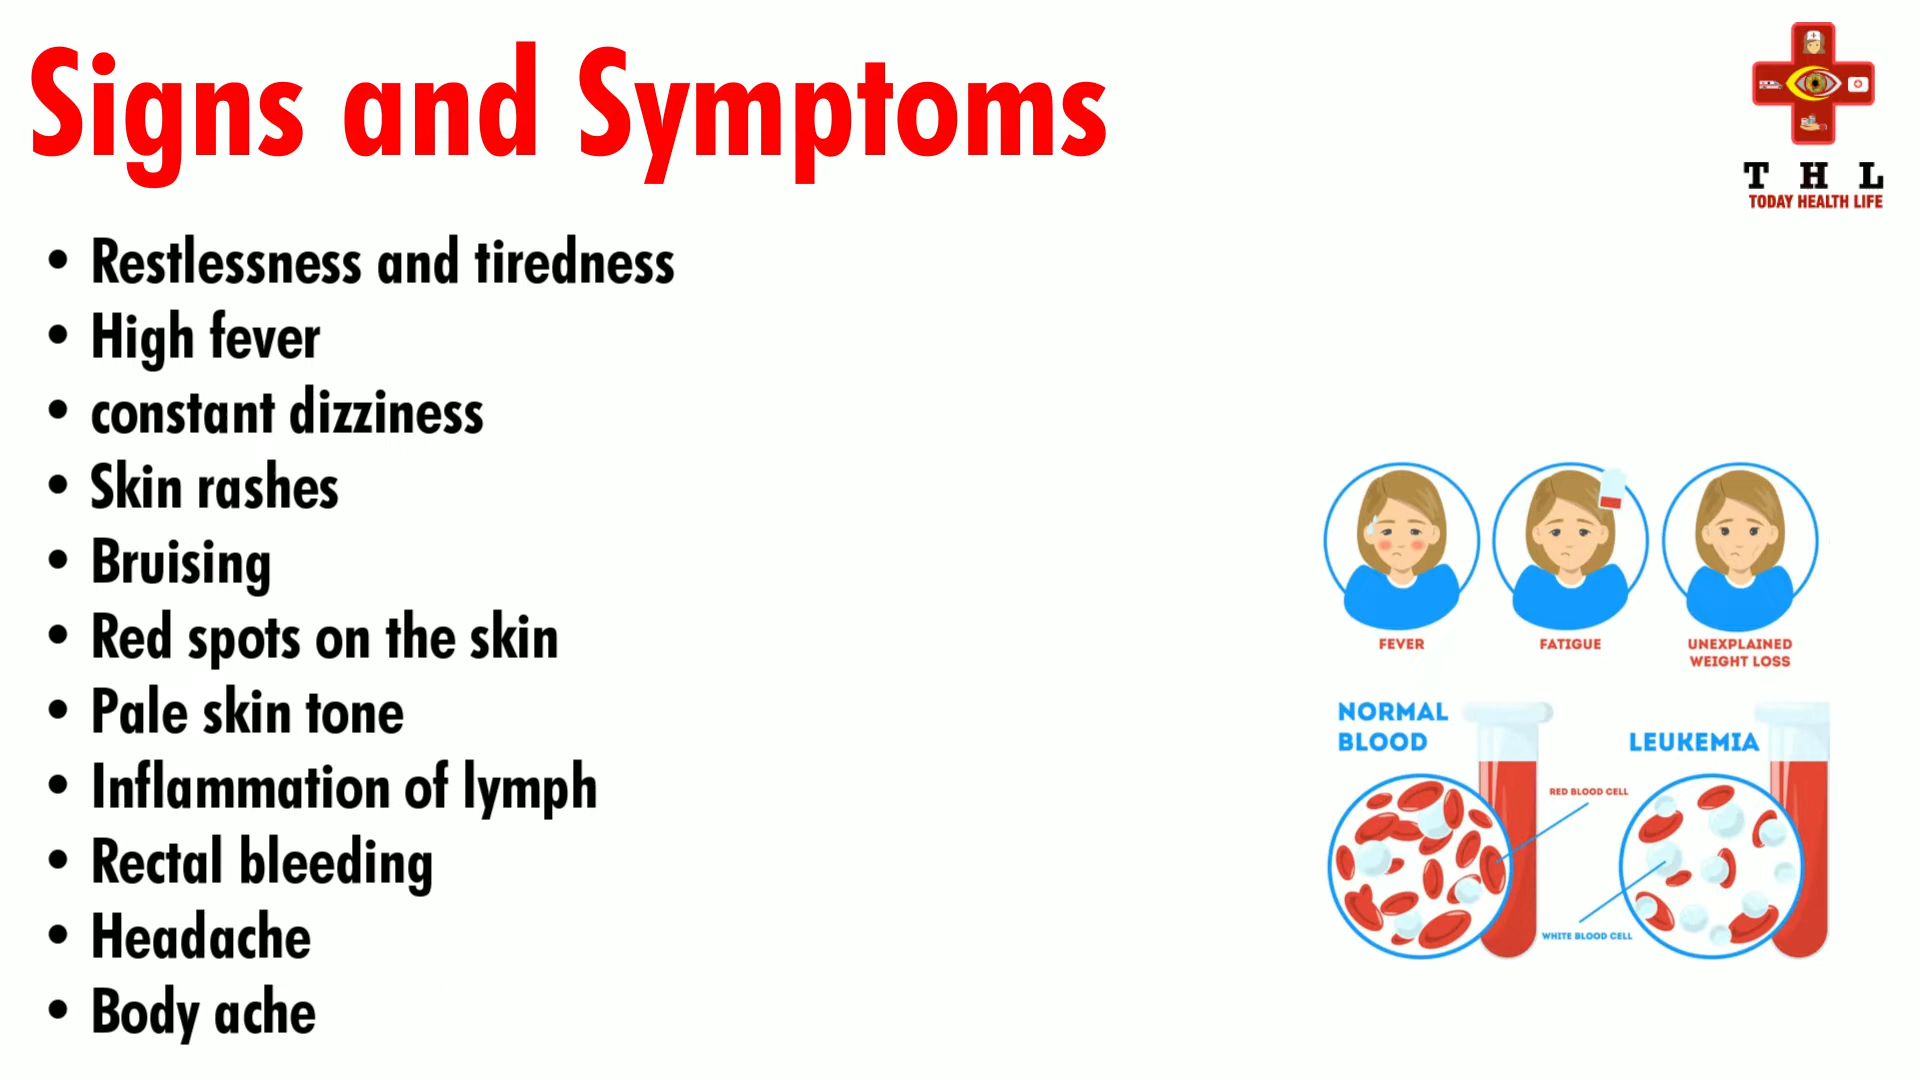 Signs and Symptoms
T H L
TODAY HEALTH LIFE
• Restlessness and tiredness
• High fever
• constant dizziness
• Skin rashes
• Bruising
• Red spots on the skin
• Pale skin tone
• Inflammation of lymph
• Rectal bleeding
• Headache
• Body ache
FEVER
FATIGUE
UNEXPLAINED
WEIGHT LOSS
NORMAL
BLOOD
LEUKEMIA
RED BLOOD CELL
WHITE BLOOD CELL